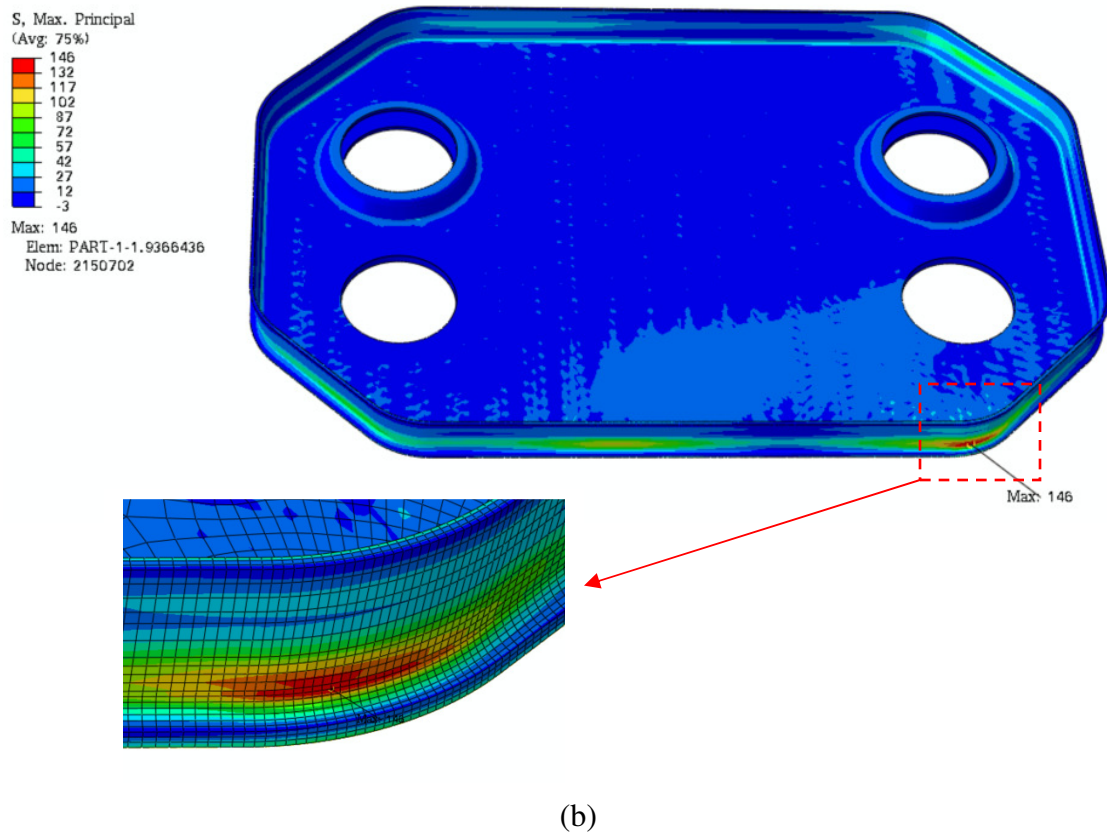 S, Max. Principal
(Avg: 75%)
146
132
117
102
87
72
57
42
27
12
-3
Max: 146
Elem: PART-1-1.9366436
Node: 2150702
Max: 146
(b)